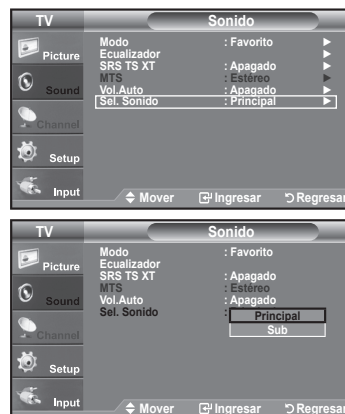 TV Sonido
Picture
Modo : Favorito
Ecualizador
SRS TS XT : Apagado
MTS : Estéreo
Sound
Vol.Auto : Apagado
Sel. Sonido : Principal
Channel
Setup
Input
Mover Ingresar Regresar
TV Sonido
Picture
Modo : Favorito
Ecualizador
SRS TS XT : Apagado
MTS : Estéreo
Sound
Vol.Auto : Apagado
Sel. Sonido : Principal
Sub
Channel
Setup
Input
Mover Ingresar Regresar